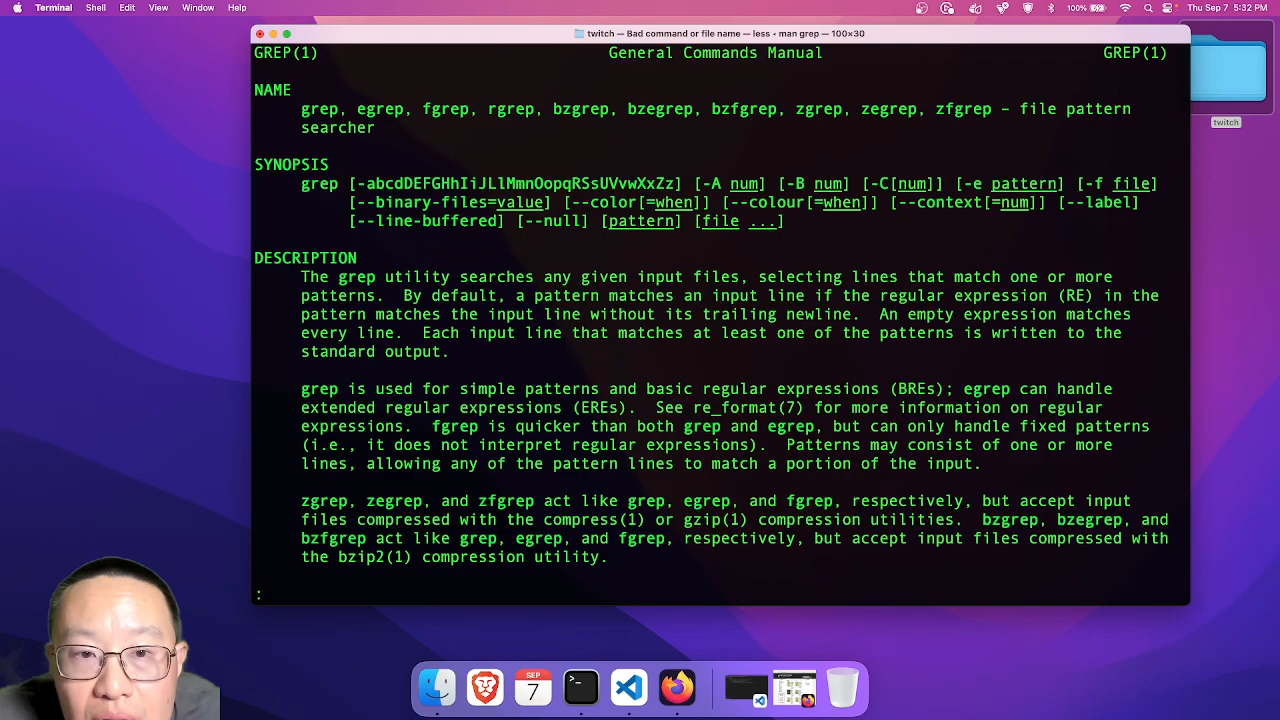 Terminal Shell Edit View Window Help 100% Thu Sep 7 5:32 PM
twitch — Bad command or file name — less ◂ man grep — 100×30
GREP(1) General Commands Manual GREP(1)
NAME
grep, egrep, fgrep, rgrep, bzgrep, bzegrep, bzfgrep, zgrep, zegrep, zfgrep – file pattern
searcher
SYNOPSIS
grep [-abcdDEFGHhIiJLlMmnOopqRSsUVvwXxZz] [-A num] [-B num] [-C[num]] [-e pattern] [-f file]
[--binary-files=value] [--color[=when]] [--colour[=when]] [--context[=num]] [--label]
[--line-buffered] [--null] [pattern] [file ...]
DESCRIPTION
The grep utility searches any given input files, selecting lines that match one or more
patterns. By default, a pattern matches an input line if the regular expression (RE) in the
pattern matches the input line without its trailing newline. An empty expression matches
every line. Each input line that matches at least one of the patterns is written to the
standard output.
grep is used for simple patterns and basic regular expressions (BREs); egrep can handle
extended regular expressions (EREs). See re_format(7) for more information on regular
expressions. fgrep is quicker than both grep and egrep, but can only handle fixed patterns
(i.e., it does not interpret regular expressions). Patterns may consist of one or more
lines, allowing any of the pattern lines to match a portion of the input.
zgrep, zegrep, and zfgrep act like grep, egrep, and fgrep, respectively, but accept input
files compressed with the compress(1) or gzip(1) compression utilities. bzgrep, bzegrep, and
bzfgrep act like grep, egrep, and fgrep, respectively, but accept input files compressed with
the bzip2(1) compression utility.
:
twitch
SEP
7